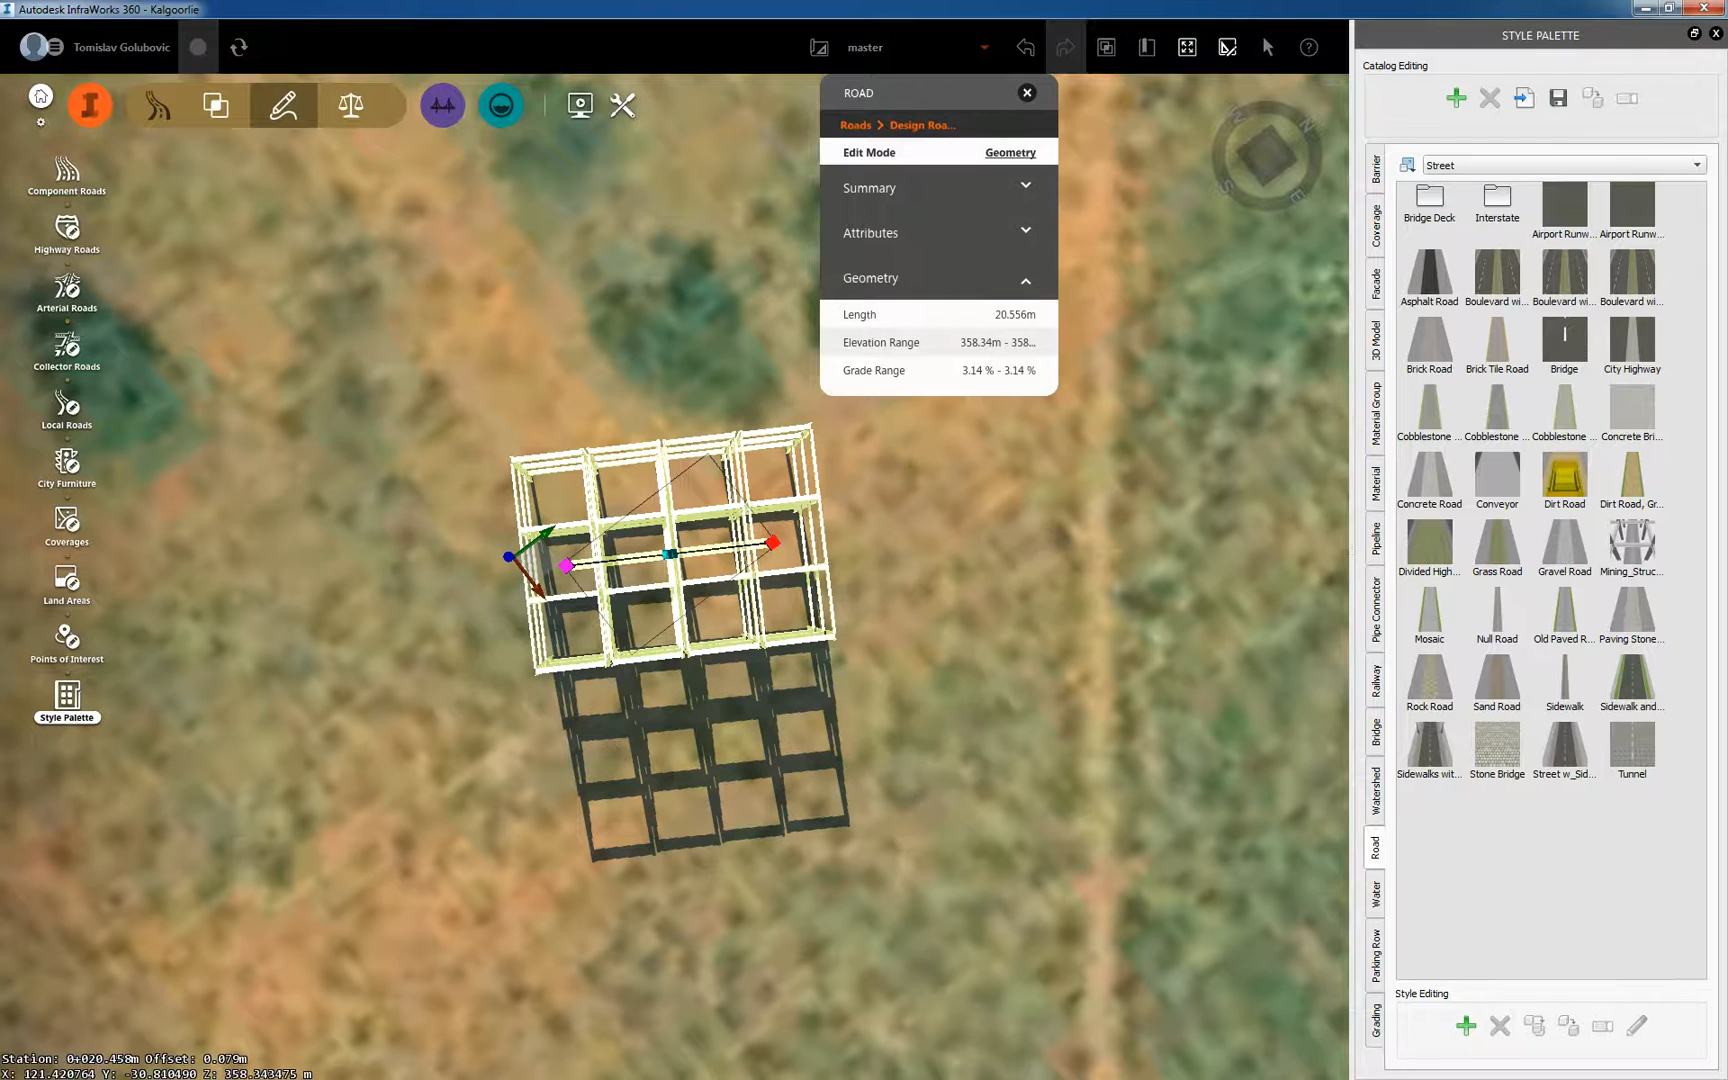 Autodesk InfraWorks 360 - Kalgoorlie
Tomislav Golubovic
master
STYLE PALETTE
Catalog Editing
Component Roads
Highway Roads
Arterial Roads
Collector Roads
Local Roads
City Furniture
Coverages
Land Areas
Points of Interest
Style Palette
ROAD
Roads > Design Roa...
Edit Mode Geometry
Summary
Attributes
Geometry
Length 20.556m
Elevation Range 358.34m - 358...
Grade Range 3.14 % - 3.14 %
Barrier
Coverage
Facade
3D Model
Material Group
Material
Pipeline
Pipe Connector
Railway
Bridge
Watershed
Road
Water
Parking Row
Grading
Street
Bridge Deck Interstate Airport Runw... Airport Runw...
Asphalt Road Boulevard wi... Boulevard wi... Boulevard wi...
Brick Road Brick Tile Road Bridge City Highway
Cobblestone ... Cobblestone ... Cobblestone ... Concrete Bri...
Concrete Road Conveyor Dirt Road Dirt Road, Gr...
Divided High... Grass Road Gravel Road Mining_Struc...
Mosaic Null Road Old Paved R... Paving Stone...
Rock Road Sand Road Sidewalk Sidewalk and...
Sidewalks wit... Stone Bridge Street w_Sid... Tunnel
Style Editing
Station: 0+020.458m Offset: 0.079m
X: 121.420764 Y: -30.810490 Z: 358.343475 m